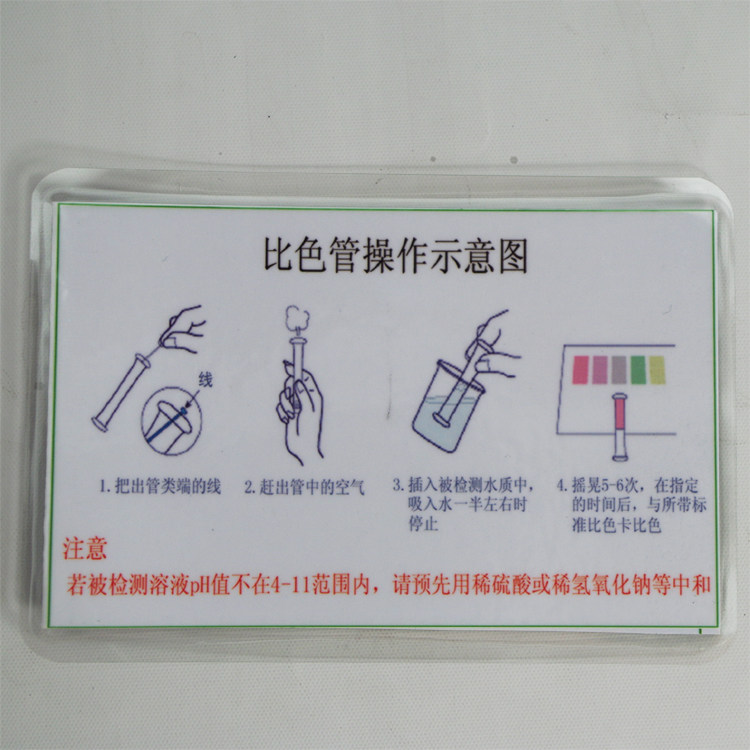 比色管操作示意图
线
1.把出管类端的线
2.赶出管中的空气
3.插入被检测水质中，
吸入水一半左右时
停止
4.摇晃5-6次，在指定
的时间后，与所带标
准比色卡比色
注意
若被检测溶液pH值不在4-11范围内，请预先用稀硫酸或稀氢氧化钠等中和